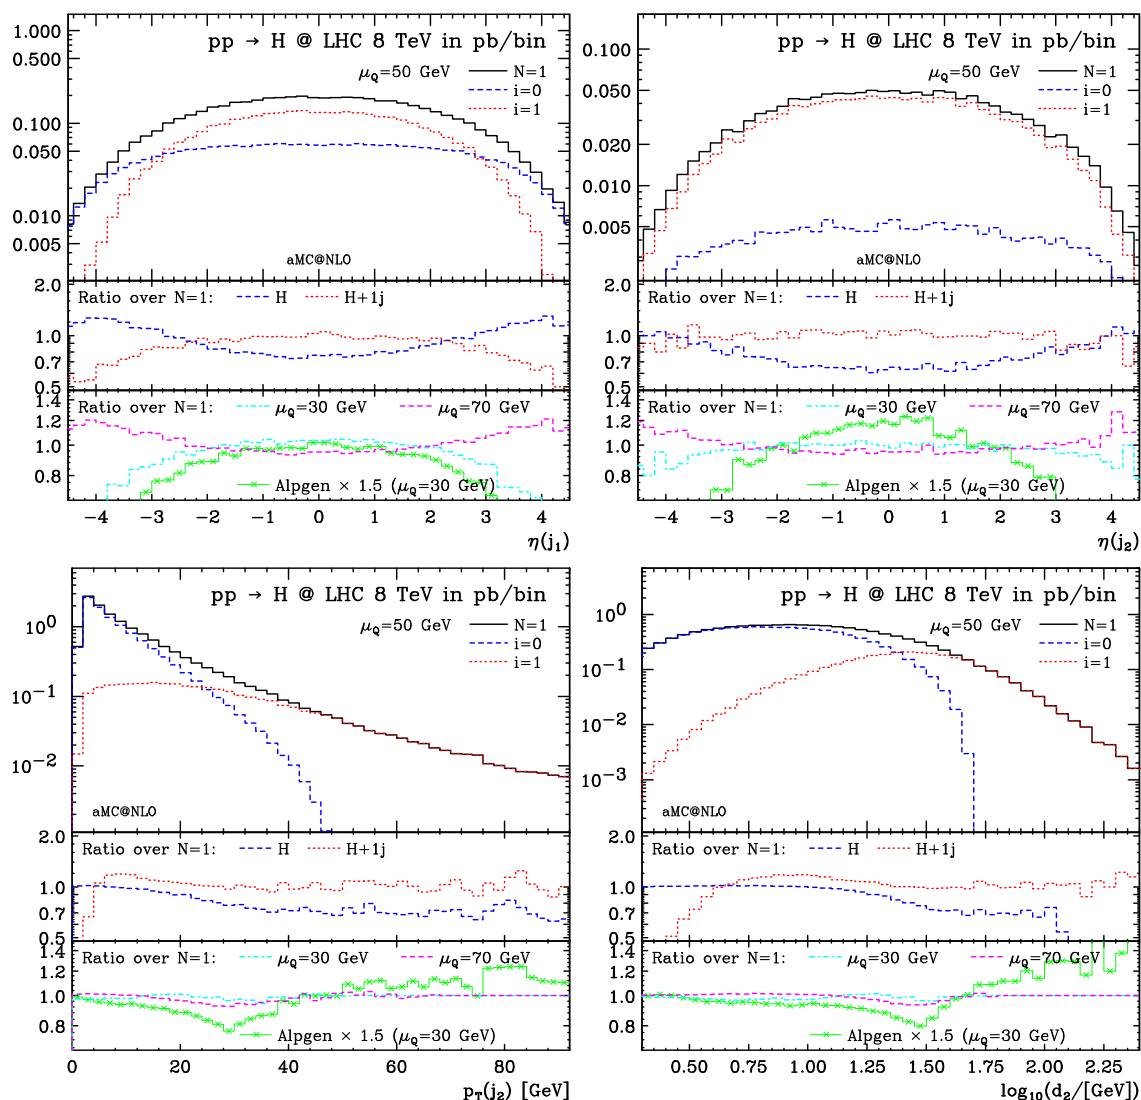 pp → H @ LHC 8 TeV in pb/bin
μQ=50 GeV
N=1
i=0
i=1
1.000
0.500
0.100
0.050
0.010
0.005
aMC@NLO
Ratio over N=1: H H+1j
2.0
1.0
0.7
0.5
Ratio over N=1: μQ=30 GeV μQ=70 GeV
1.4
1.2
1.0
0.8
Alpgen × 1.5 (μQ=30 GeV)
−4 −3 −2 −1 0 1 2 3 4
η(j1)
pp → H @ LHC 8 TeV in pb/bin
μQ=50 GeV
N=1
i=0
i=1
0.100
0.050
0.010
0.005
aMC@NLO
Ratio over N=1: H H+1j
2.0
1.0
0.7
0.5
Ratio over N=1: μQ=30 GeV μQ=70 GeV
1.4
1.2
1.0
0.8
Alpgen × 1.5 (μQ=30 GeV)
−4 −3 −2 −1 0 1 2 3 4
η(j2)
pp → H @ LHC 8 TeV in pb/bin
μQ=50 GeV
N=1
i=0
i=1
10^0
10^−1
10^−2
aMC@NLO
Ratio over N=1: H H+1j
2.0
1.0
0.7
0.5
Ratio over N=1: μQ=30 GeV μQ=70 GeV
1.4
1.2
1.0
0.8
Alpgen × 1.5 (μQ=30 GeV)
0 20 40 60 80
pT(j2) [GeV]
pp → H @ LHC 8 TeV in pb/bin
μQ=50 GeV
N=1
i=0
i=1
10^0
10^−1
10^−2
10^−3
aMC@NLO
Ratio over N=1: H H+1j
2.0
1.0
0.7
0.5
Ratio over N=1: μQ=30 GeV μQ=70 GeV
1.4
1.2
1.0
0.8
Alpgen × 1.5 (μQ=30 GeV)
0.50 0.75 1.00 1.25 1.50 1.75 2.00 2.25
log10(d2/[GeV])